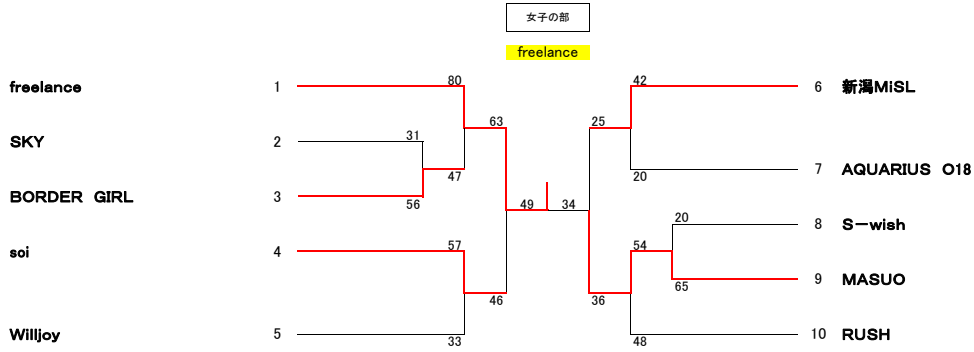 女子の部
freelance
80
42
freelance 1
6 新潟MiSL
63
25
31
SKY 2
47
20
7 AQUARIUS O18
BORDER GIRL 3
56
49
34
20
8 S－wish
57
54
soi 4
9 MASUO
65
46
36
Willjoy 5
33
48
10 RUSH